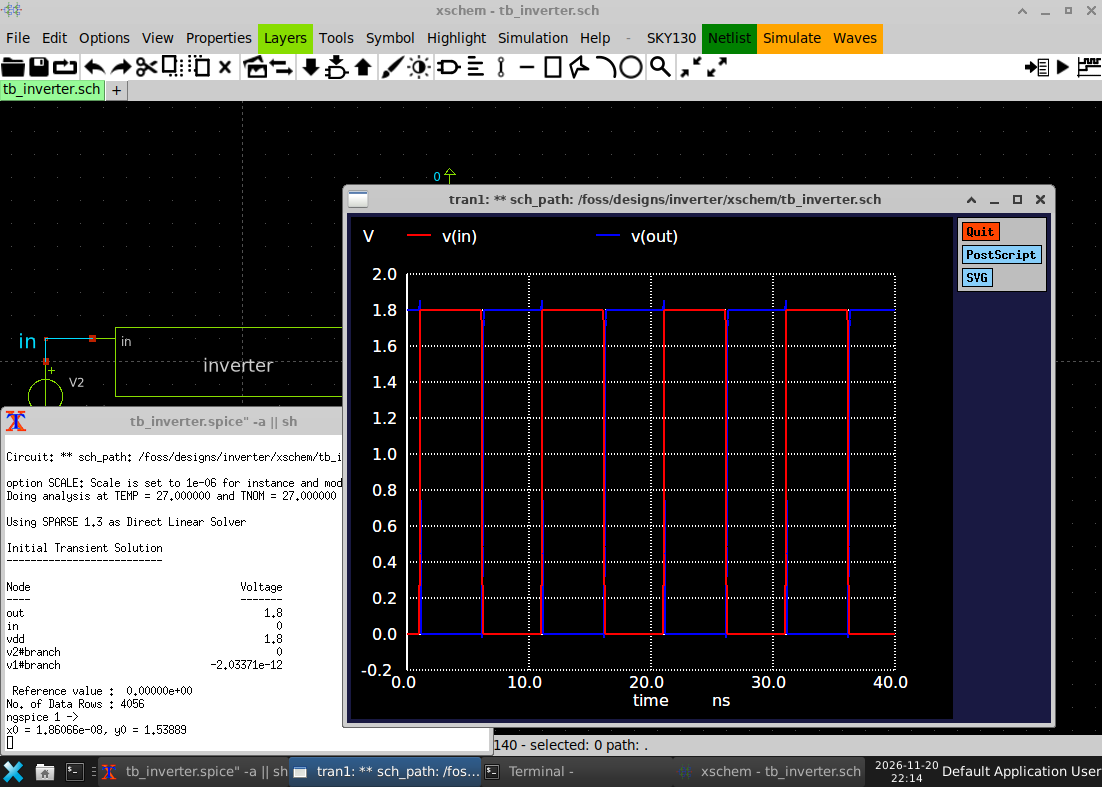 xschem - tb_inverter.sch
File Edit Options View Properties Layers Tools Symbol Highlight Simulation Help - SKY130 Netlist Simulate Waves
tb_inverter.sch +
0
in
in
inverter
+
V2
tran1: ** sch_path: /foss/designs/inverter/xschem/tb_inverter.sch
V v(in) v(out)
Quit
PostScript
SVG
2.0
1.8
1.6
1.4
1.2
1.0
0.8
0.6
0.4
0.2
0.0
-0.2
0.0 10.0 20.0 30.0 40.0
time ns
tb_inverter.spice" -a || sh
Circuit: ** sch_path: /foss/designs/inverter/xschem/tb_i
option SCALE: Scale is set to 1e-06 for instance and mod
Doing analysis at TEMP = 27.000000 and TNOM = 27.000000
Using SPARSE 1.3 as Direct Linear Solver
Initial Transient Solution
--------------------------
Node Voltage
---- -------
out 1.8
in 0
vdd 1.8
v2#branch 0
v1#branch -2.03371e-12
Reference value : 0.00000e+00
No. of Data Rows : 4056
ngspice 1 ->
x0 = 1.86066e-08, y0 = 1.53889
140 - selected: 0 path: .
tb_inverter.spice" -a || sh
tran1: ** sch_path: /fos...
Terminal -
xschem - tb_inverter.sch
2026-11-20
22:14
Default Application User